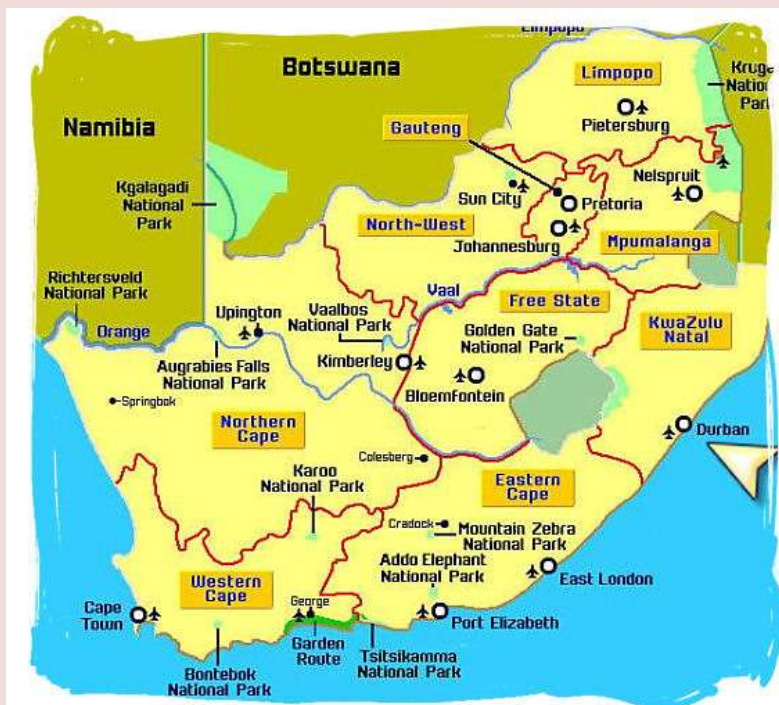 Limpopo
Botswana
Limpopo
Kruge
Natio
Park
Namibia
Pietersburg
Gauteng
Kgalagadi
National
Park
Sun City
Nelspruit
Pretoria
North-West
Johannesburg
Mpumalanga
Richtersveld
National Park
Vaal
Free State
Orange
Upington
Vaalbos
National Park
KwaZulu
Natal
Golden Gate
National Park
Augrabies Falls
National Park
Kimberley
Bloemfontein
Springbok
Northern
Cape
Durban
Colesberg
Karoo
National Park
Eastern
Cape
Cradock
Mountain Zebra
National Park
Addo Elephant
National Park
Western
Cape
East London
Cape
Town
George
Port Elizabeth
Garden
Route
Tsitsikamma
National Park
Bontebok
National Park